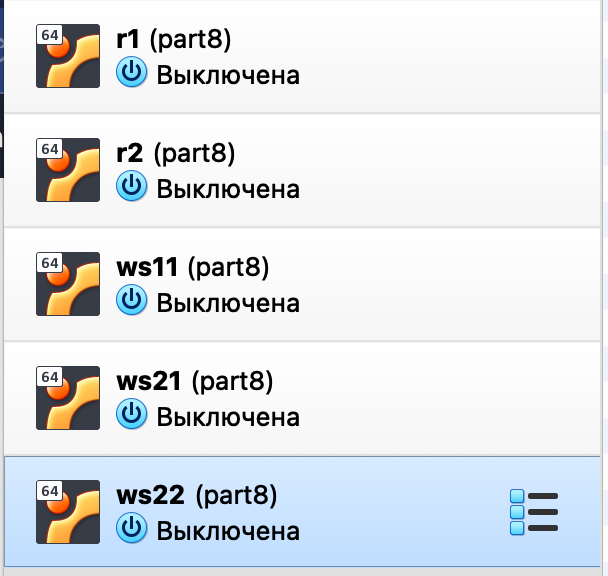 64
r1 (part8)
Выключена
64
r2 (part8)
Выключена
64
ws11 (part8)
Выключена
64
ws21 (part8)
Выключена
64
ws22 (part8)
Выключена